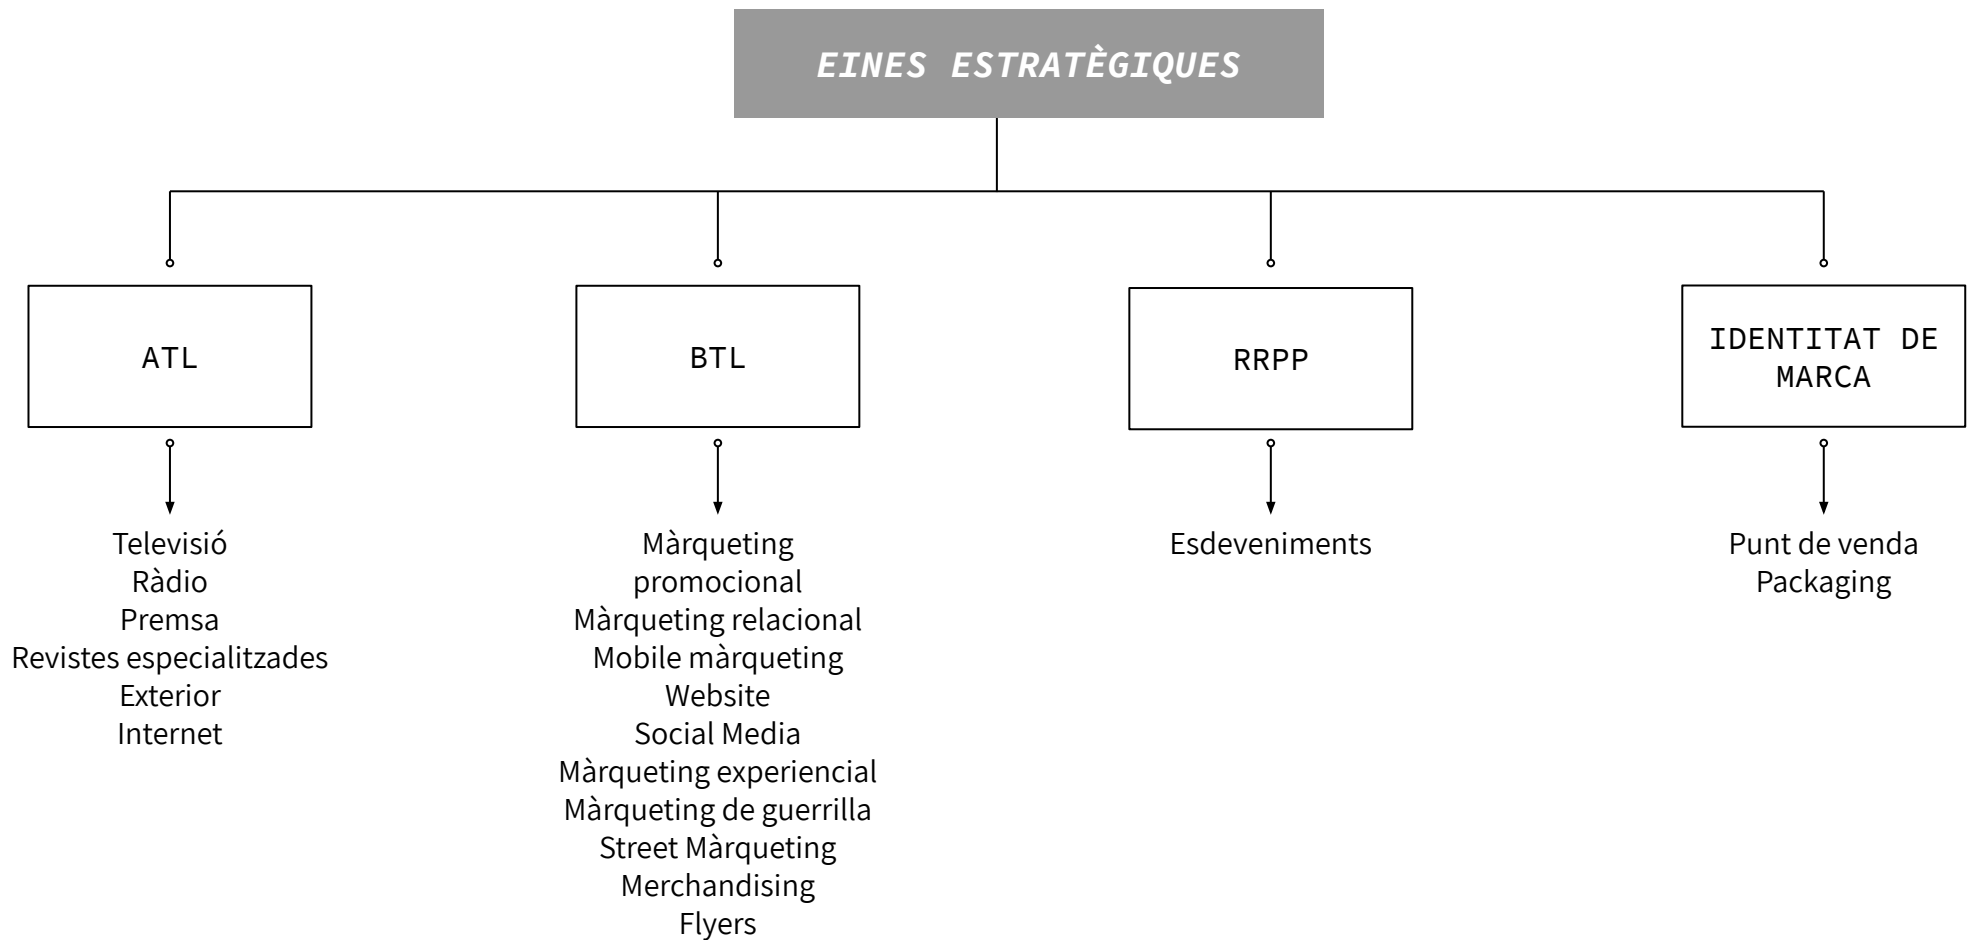 EINES ESTRATÈGIQUES
ATL
BTL
RRPP
IDENTITAT DE
MARCA
Televisió
Ràdio
Premsa
Revistes especialitzades
Exterior
Internet
Màrqueting
promocional
Màrqueting relacional
Mobile màrqueting
Website
Social Media
Màrqueting experiencial
Màrqueting de guerrilla
Street Màrqueting
Merchandising
Flyers
Esdeveniments
Punt de venda
Packaging